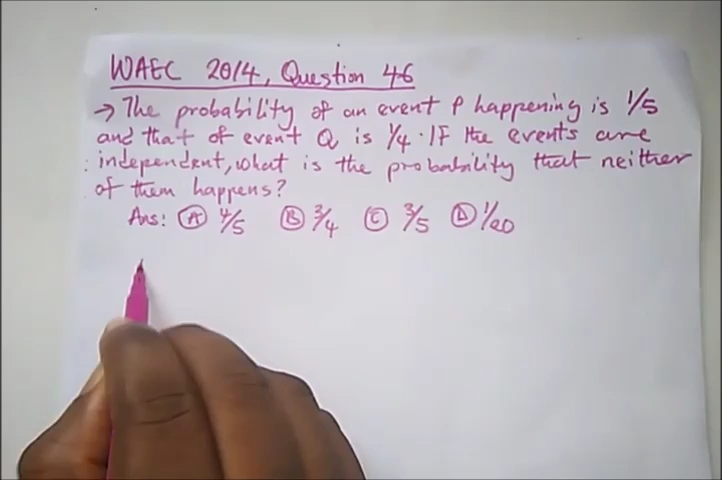 WAEC 2014, Question 46
→ The probability of an event P happening is 1/5
and that of event Q is 1/4. If the events are
independent, what is the probability that neither
of them happens?
Ans: Ⓐ 4/5 Ⓑ 3/4 Ⓒ 3/5 Ⓓ 1/20